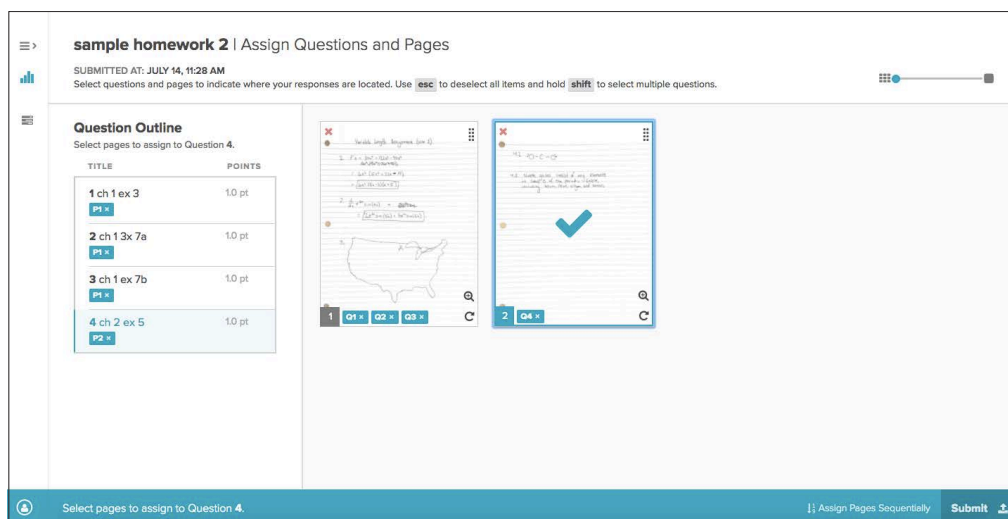 sample homework 2 | Assign Questions and Pages
SUBMITTED AT: JULY 14, 11:28 AM
Select questions and pages to indicate where your responses are located. Use esc to deselect all items and hold shift to select multiple questions.
Question Outline
Select pages to assign to Question 4.
TITLE POINTS
1 ch 1 ex 3 1.0 pt
P1 ×
2 ch 1 3x 7a 1.0 pt
P1 ×
3 ch 1 ex 7b 1.0 pt
P1 ×
4 ch 2 ex 5 1.0 pt
P2 ×
1 Q1 × Q2 × Q3 ×
2 Q4 ×
Select pages to assign to Question 4.
Assign Pages Sequentially
Submit